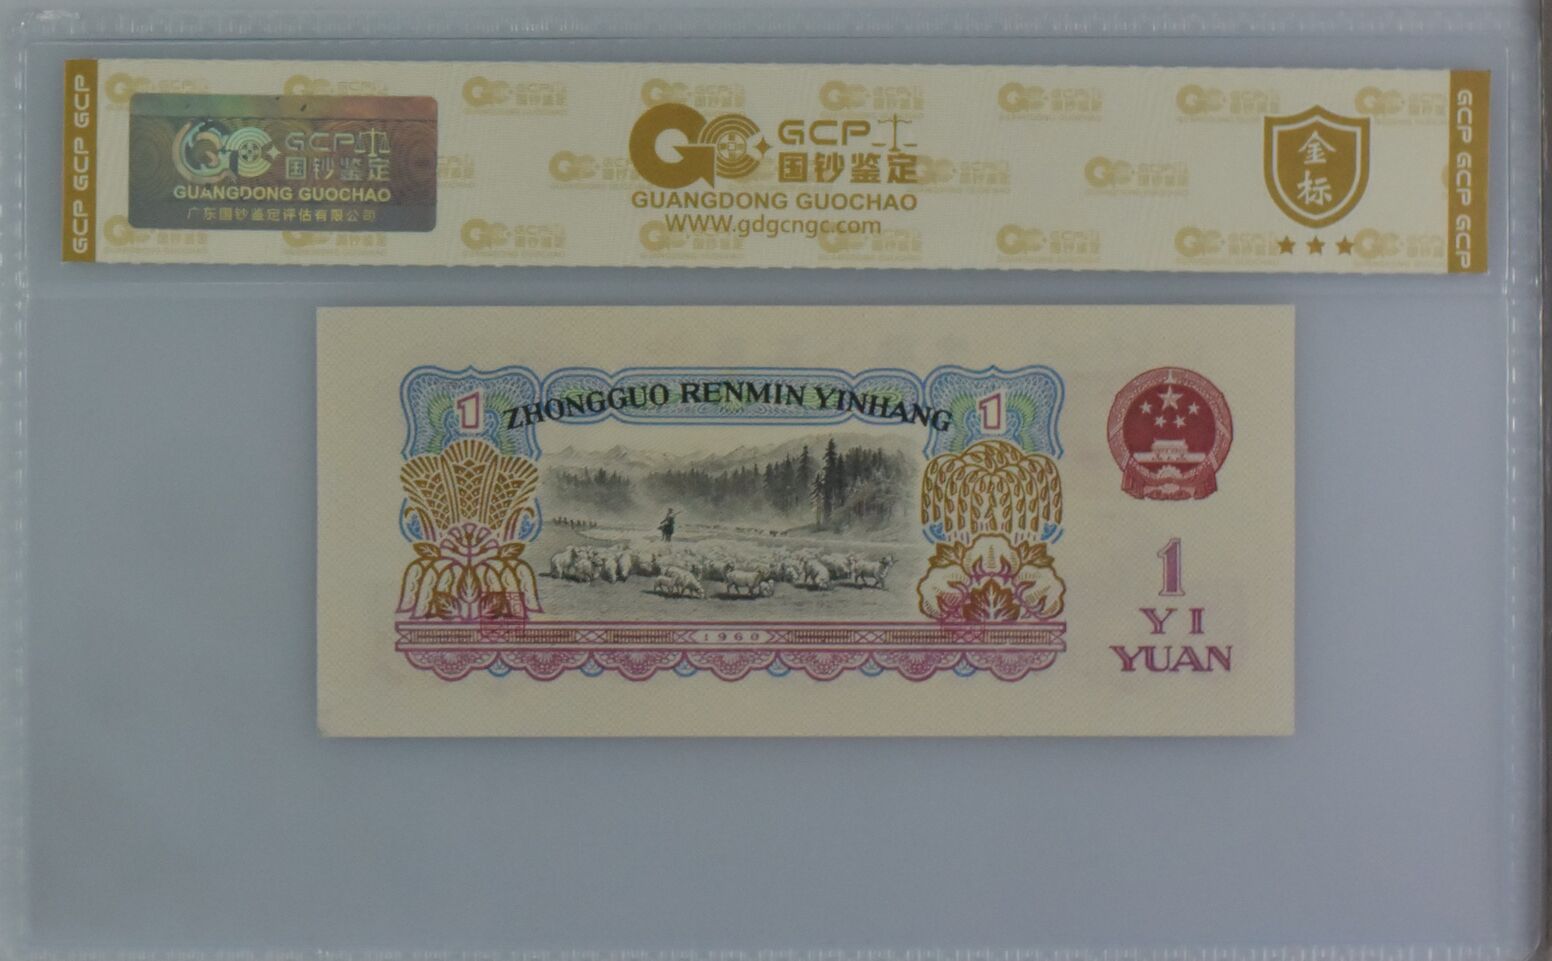 GCP GCP GCP
GCP
国钞鉴定
GUANGDONG GUOCHAO
广东国钞鉴定评估有限公司
GCP
国钞鉴定
GUANGDONG GUOCHAO
WWW.gdgcngc.com
金标
GCP GCP GCP
1
ZHONGGUO RENMIN YINHANG
1
1960
1
YI
YUAN